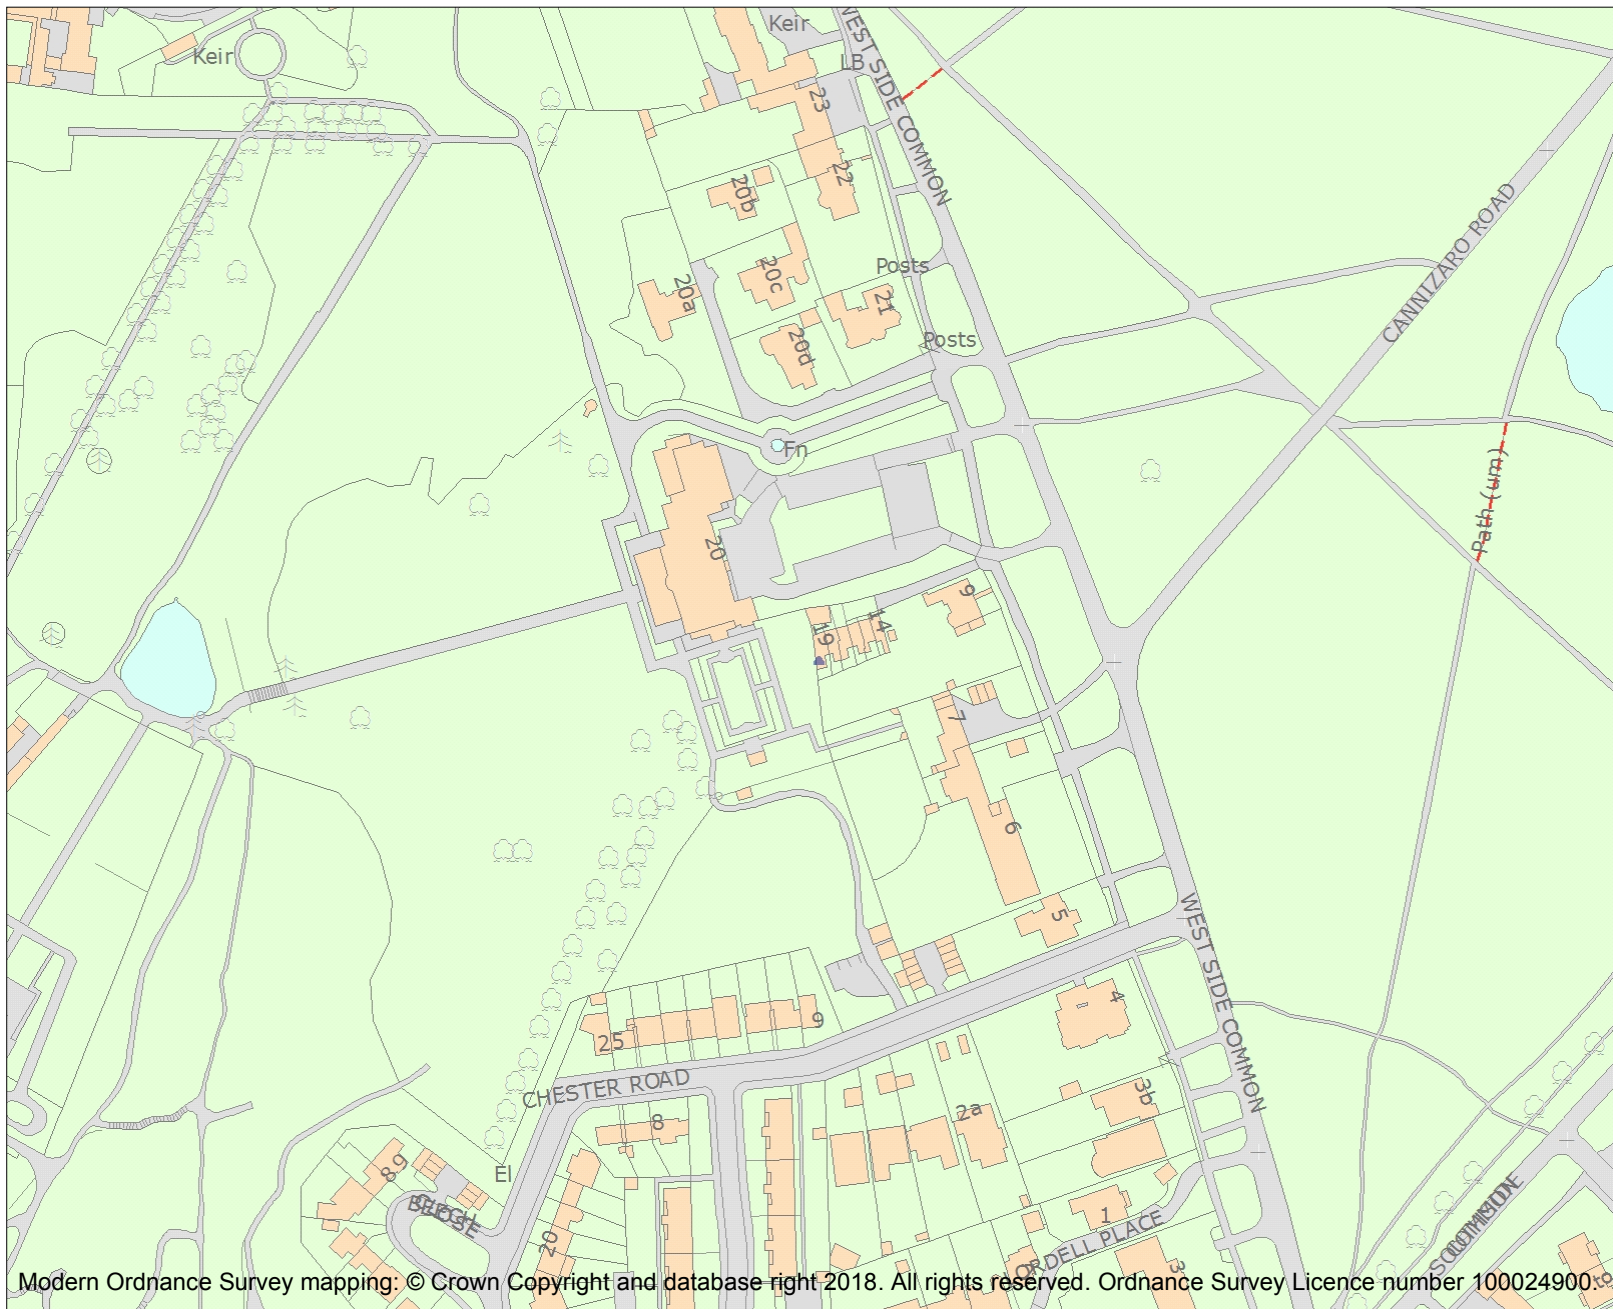 Keir
Keir
LB
WEST SIDE COMMON
23
22
20b
20c
20a
21
20d
Posts
Posts
CANNIZARO ROAD
Fn
Path (um)
20
9
14
19
7
6
5
WEST SIDE COMMON
4
9
25
CHESTER ROAD
3b
2a
8
El
89
CLOSE
20
1
ORDELL PLACE
3
COMMON
Modern Ordnance Survey mapping: © Crown Copyright and database right 2018. All rights reserved. Ordnance Survey Licence number 100024900.